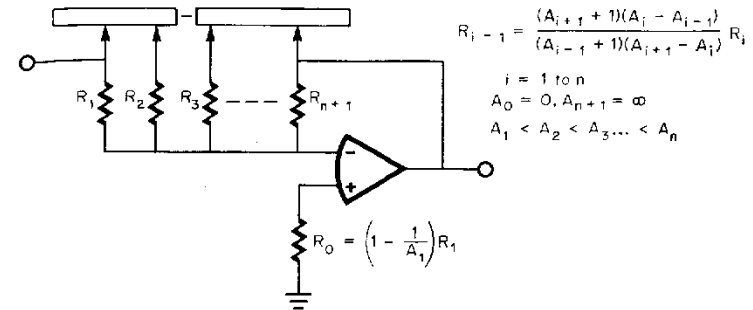 R_{i-1} = \frac{(A_{i+1} + 1)(A_i - A_{i-1})}{(A_{i-1} + 1)(A_{i+1} - A_i)} R_i
i = 1 to n
A_0 = 0, A_{n+1} = ∞
A_1 < A_2 < A_3... < A_n
R_1 R_2 R_3 R_{n+1}
−
+
R_0 = (1 - \frac{1}{A_1})R_1